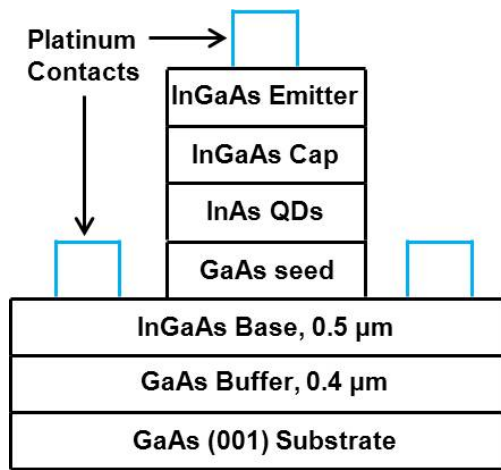 Platinum
Contacts
InGaAs Emitter
InGaAs Cap
InAs QDs
GaAs seed
InGaAs Base, 0.5 µm
GaAs Buffer, 0.4 µm
GaAs (001) Substrate